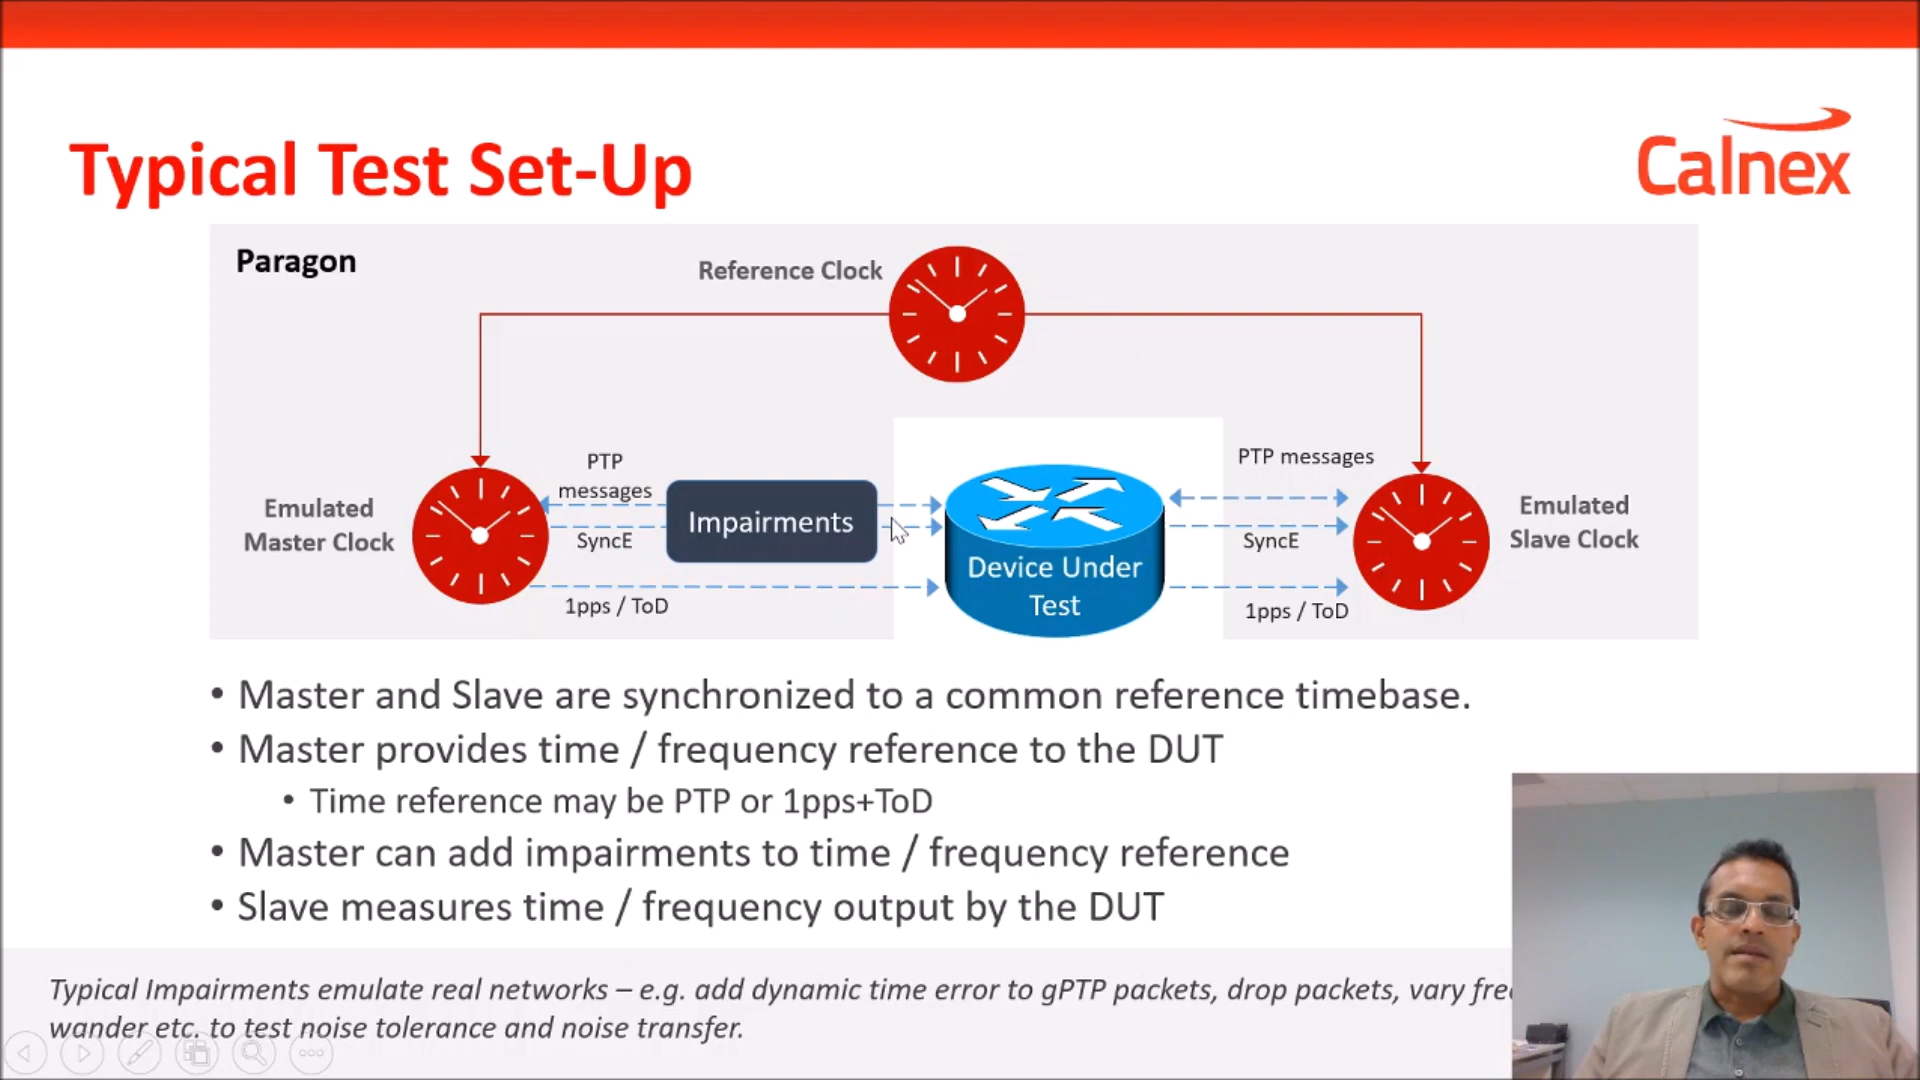 Typical Test Set-Up
Calnex
Paragon
Reference Clock
PTP
messages
PTP messages
Emulated
Master Clock
Impairments
SyncE
1pps / ToD
Device Under
Test
SyncE
1pps / ToD
Emulated
Slave Clock
• Master and Slave are synchronized to a common reference timebase.
• Master provides time / frequency reference to the DUT
• Time reference may be PTP or 1pps+ToD
• Master can add impairments to time / frequency reference
• Slave measures time / frequency output by the DUT
Typical Impairments emulate real networks – e.g. add dynamic time error to gPTP packets, drop packets, vary
wander etc. to test noise tolerance and noise transfer.